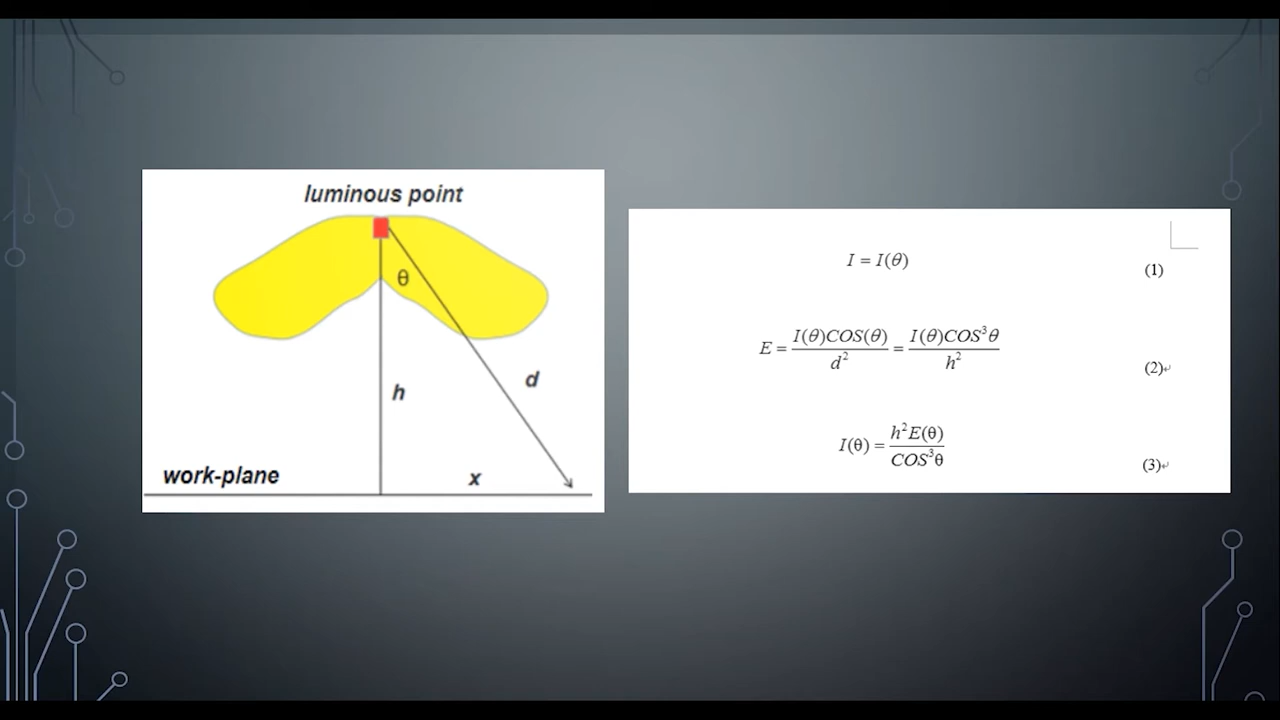 luminous point
θ
h
d
work-plane
x
I = I(θ)
(1)
E = I(θ)COS(θ)/d² = I(θ)COS³θ/h²
(2)↵
I(θ) = h²E(θ)/COS³θ
(3)↵